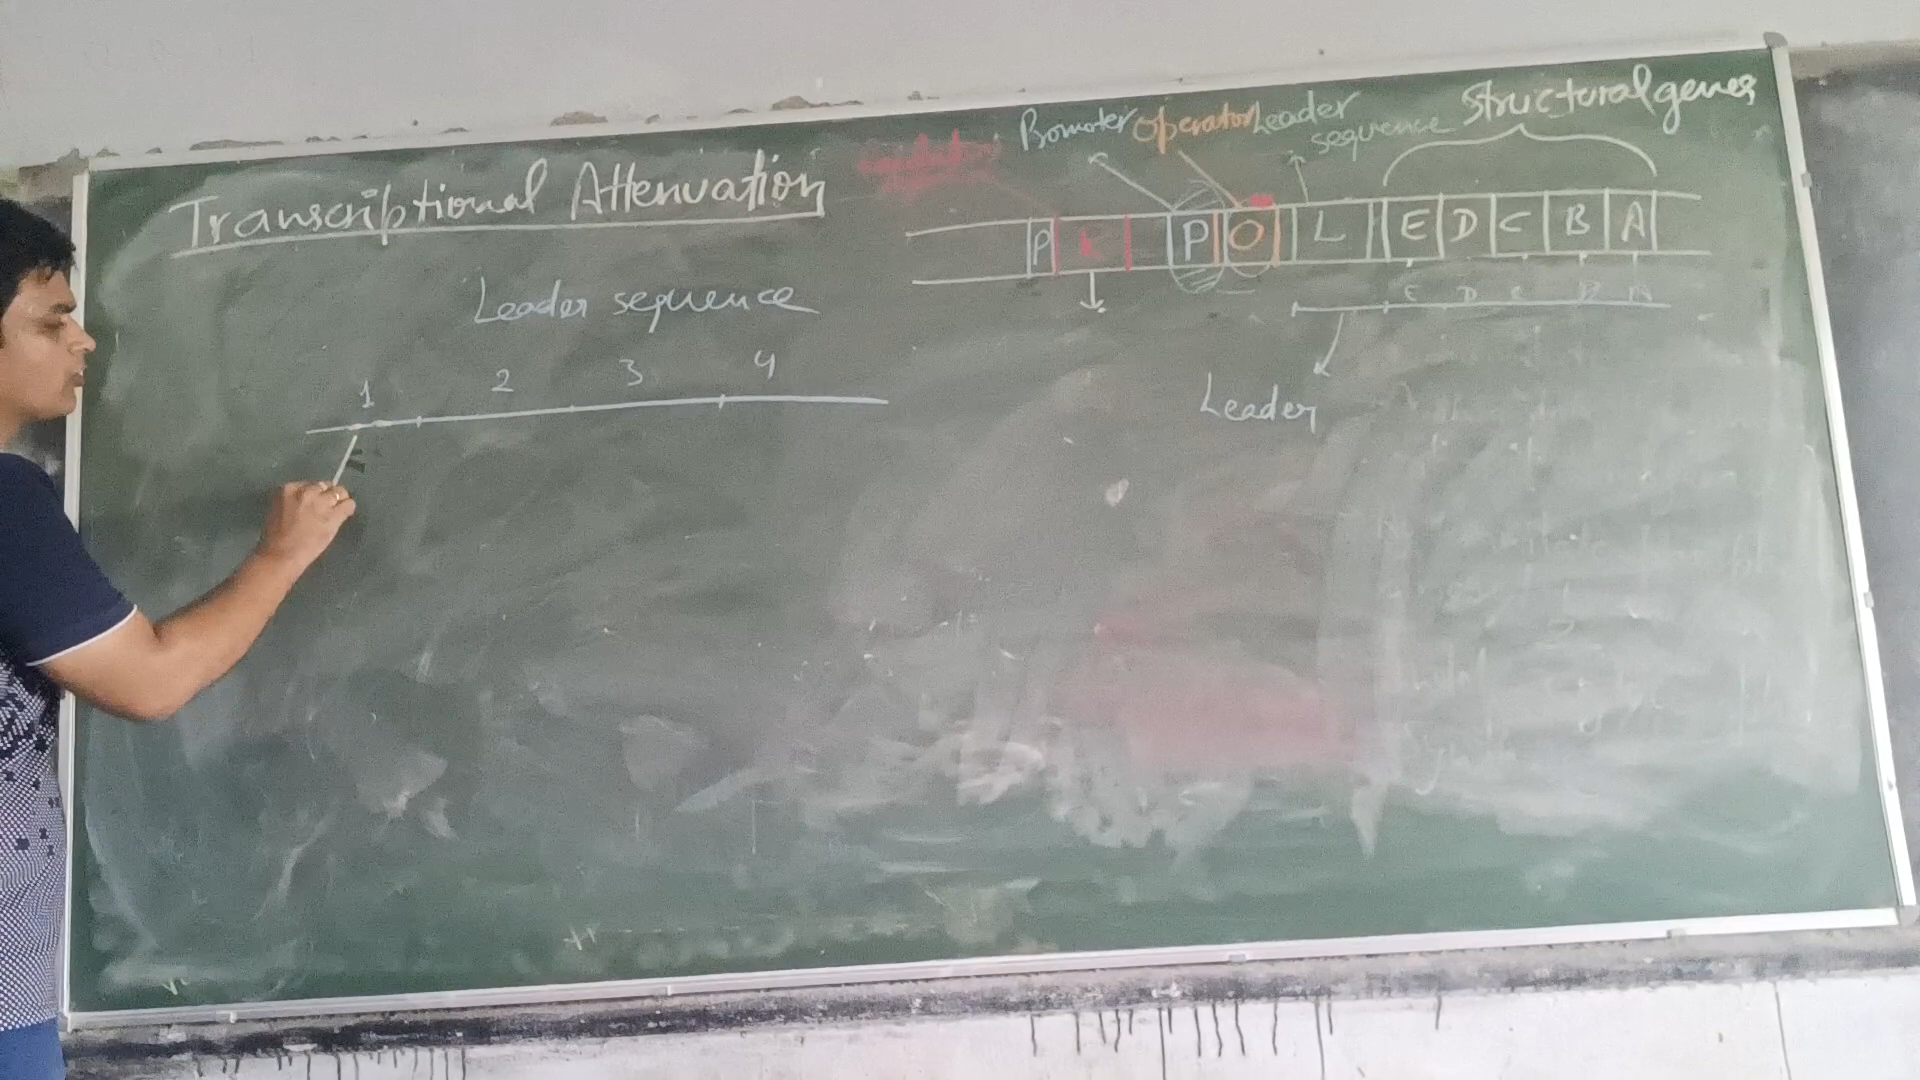 Transcriptional Attenuation
Leader sequence
1 2 3 4
Promoter Operator Leader sequence Structural genes
P R P O L E D C B A
E D C B A
Leader